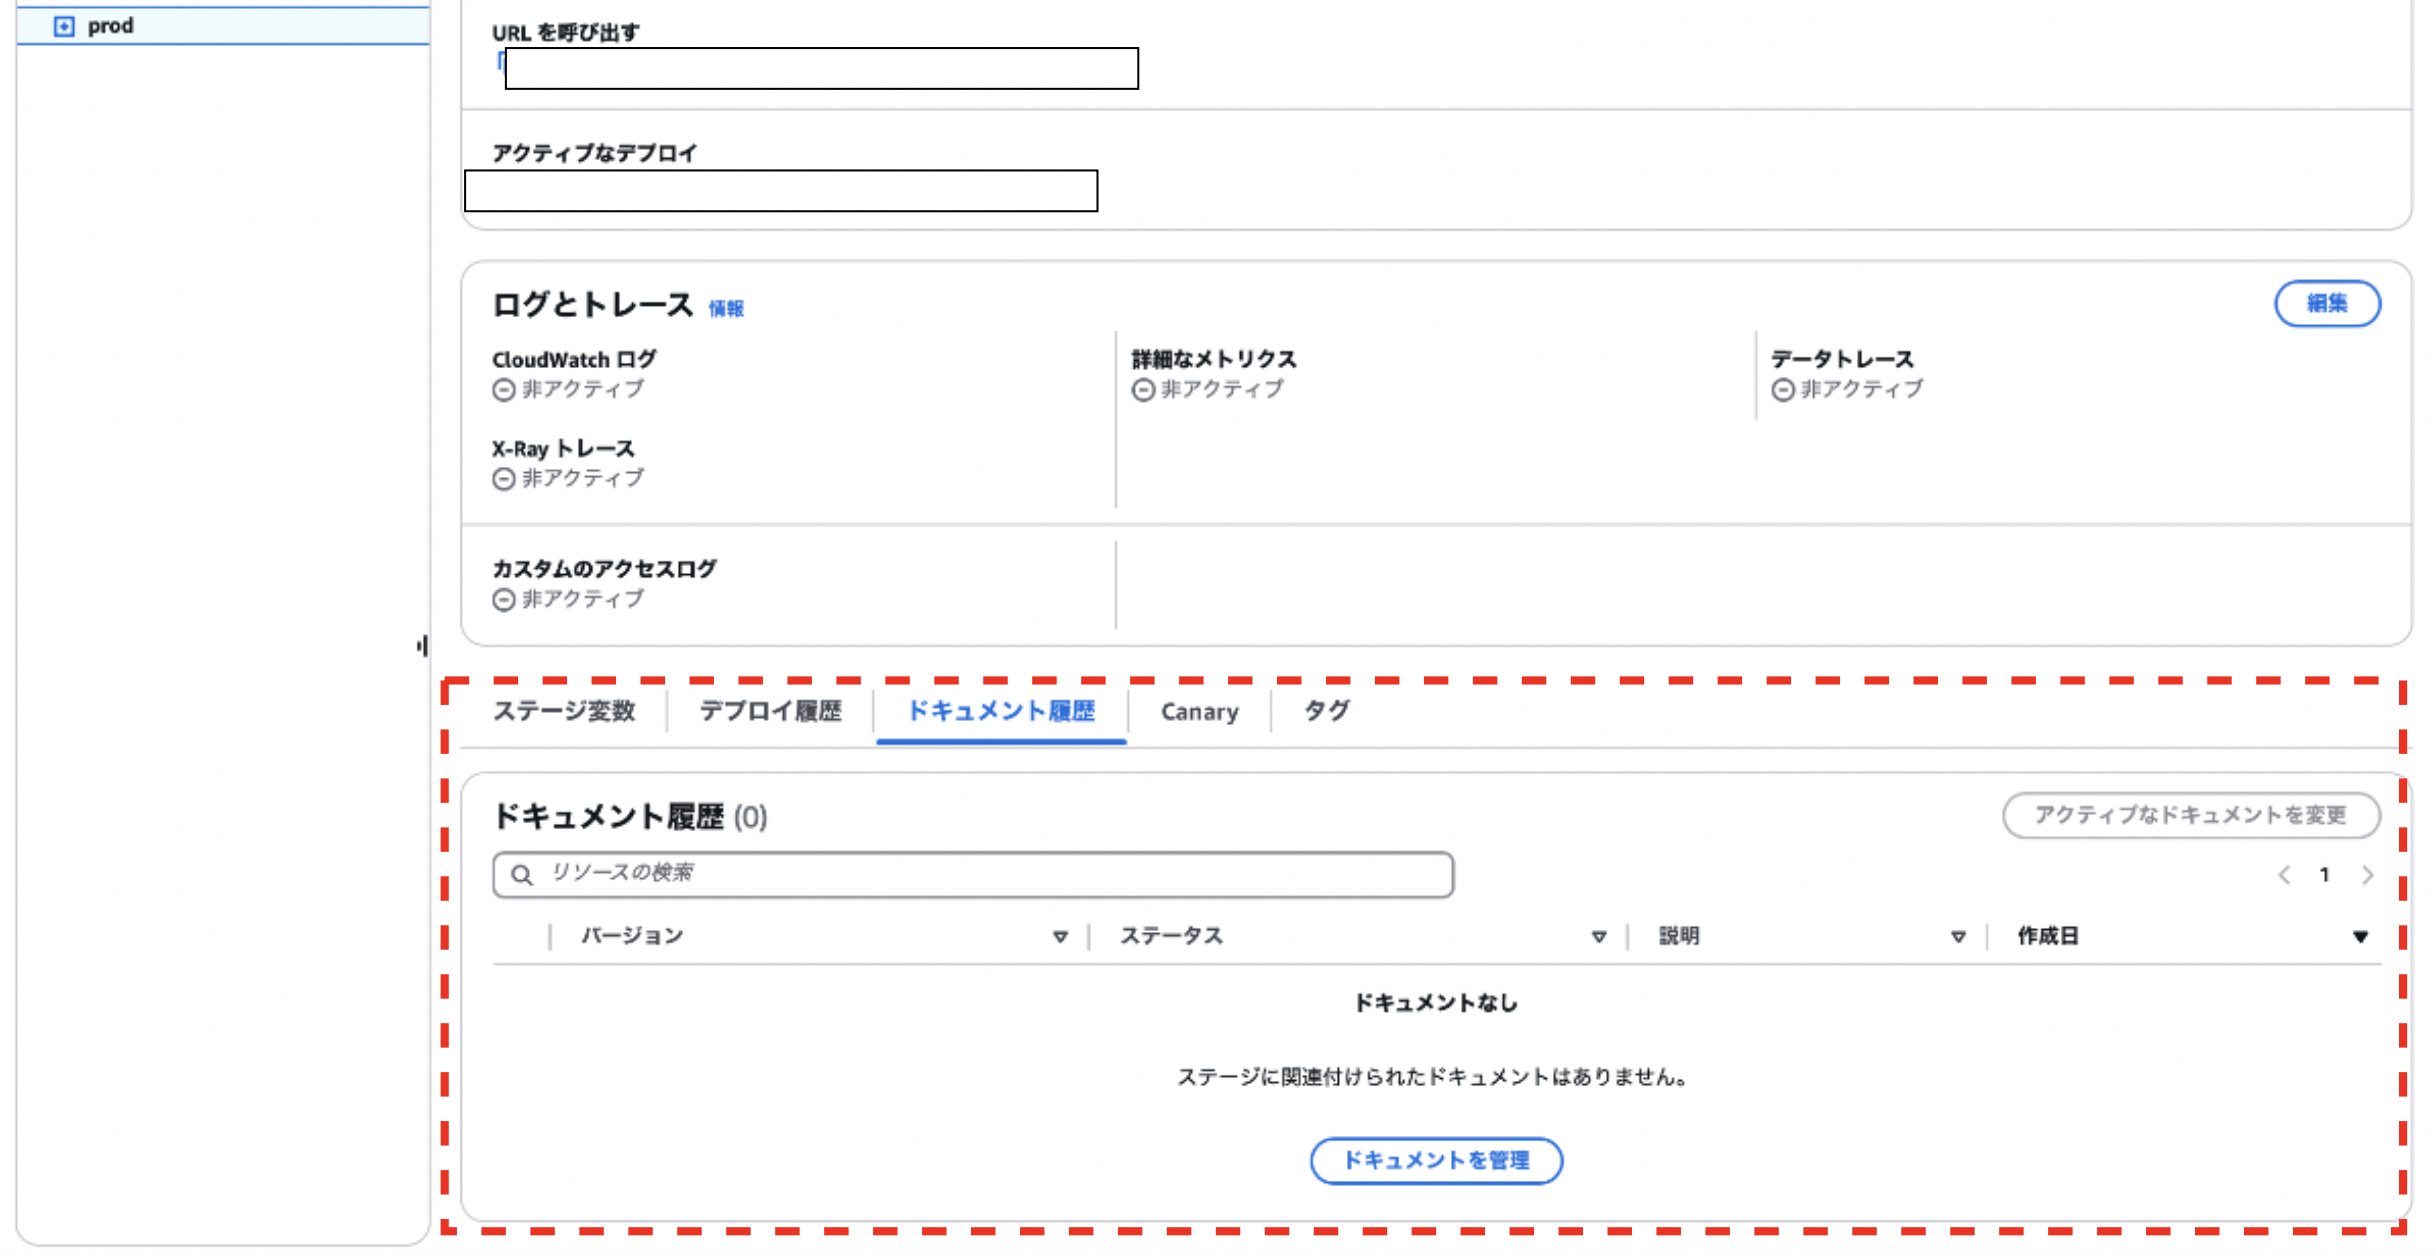 prod
URL を呼び出す
アクティブなデプロイ
ログとトレース 情報
編集
CloudWatch ログ
非アクティブ
詳細なメトリクス
非アクティブ
データトレース
非アクティブ
X-Ray トレース
非アクティブ
カスタムのアクセスログ
非アクティブ
ステージ変数 デプロイ履歴 ドキュメント履歴 Canary タグ
ドキュメント履歴 (0)
アクティブなドキュメントを変更
リソースの検索
1
バージョン ステータス 説明 作成日
ドキュメントなし
ステージに関連付けられたドキュメントはありません。
ドキュメントを管理